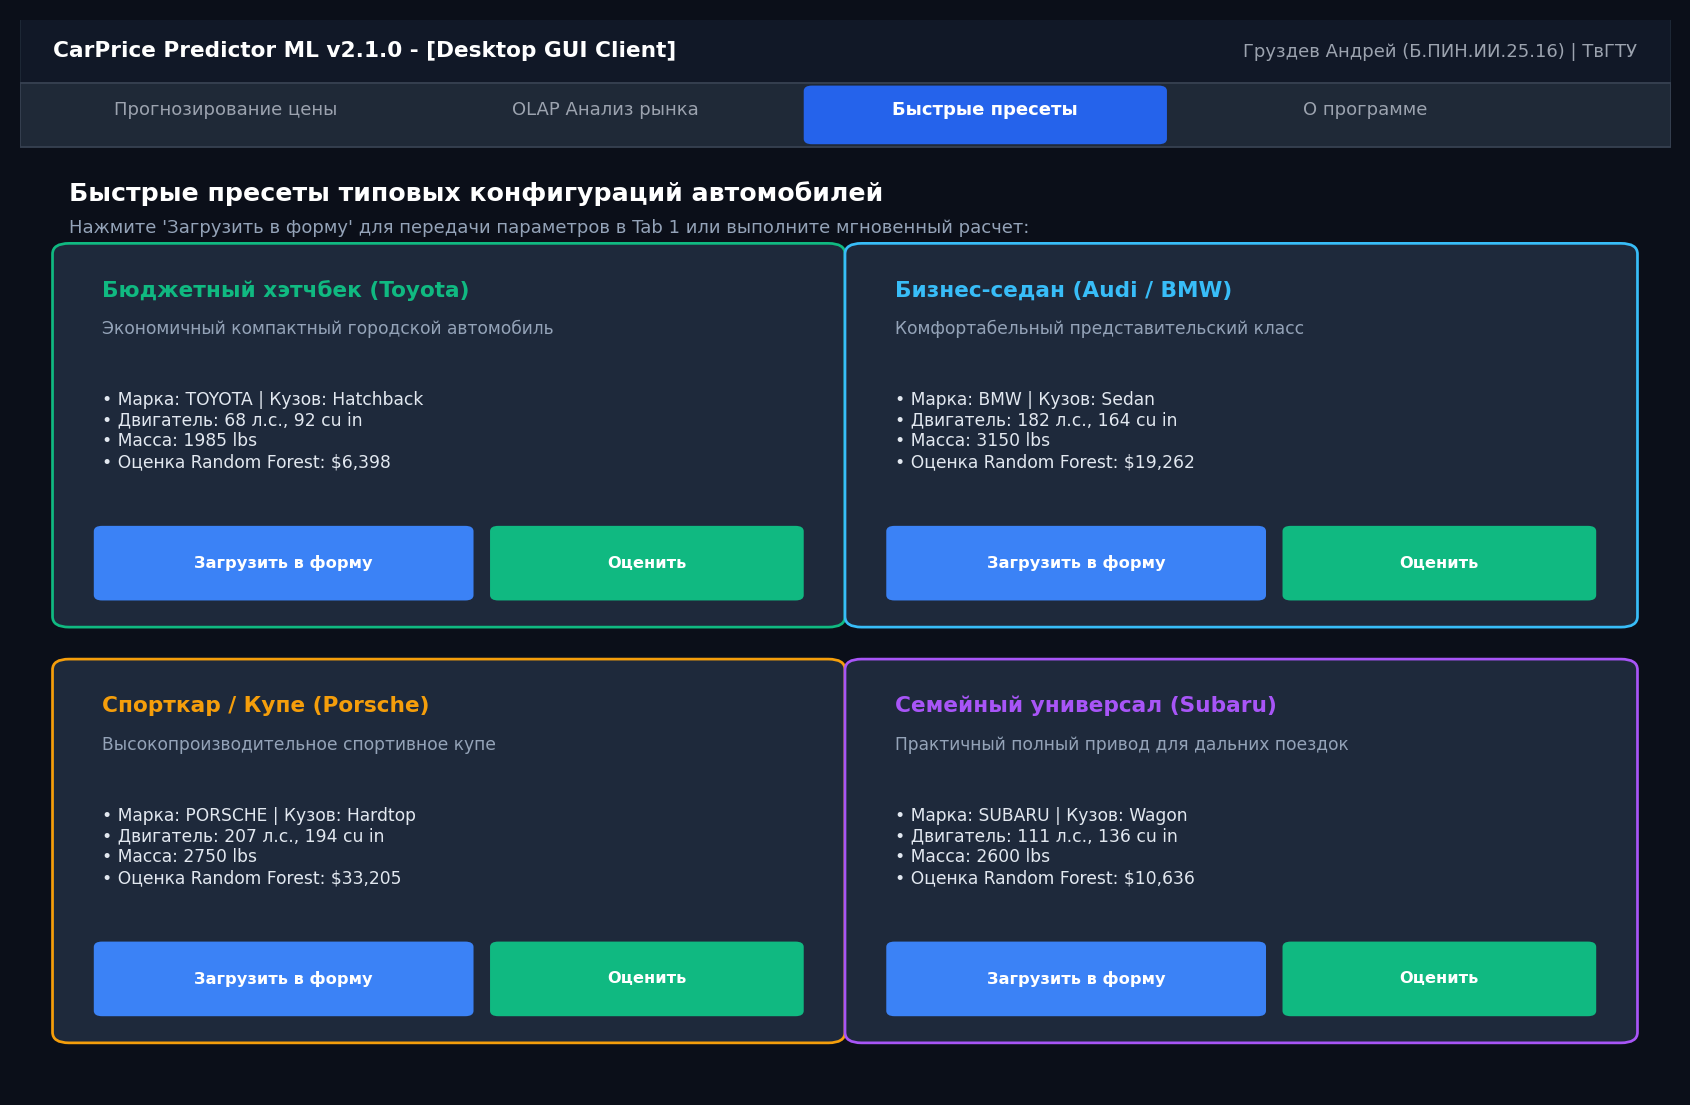 CarPrice Predictor ML v2.1.0 - [Desktop GUI Client]
Груздев Андрей (Б.ПИН.ИИ.25.16) | ТвГТУ
Прогнозирование цены
OLAP Анализ рынка
Быстрые пресеты
О программе
Быстрые пресеты типовых конфигураций автомобилей
Нажмите 'Загрузить в форму' для передачи параметров в Tab 1 или выполните мгновенный расчет:
Бюджетный хэтчбек (Toyota)
Экономичный компактный городской автомобиль
• Марка: TOYOTA | Кузов: Hatchback
• Двигатель: 68 л.с., 92 cu in
• Масса: 1985 lbs
• Оценка Random Forest: $6,398
Загрузить в форму
Оценить
Бизнес-седан (Audi / BMW)
Комфортабельный представительский класс
• Марка: BMW | Кузов: Sedan
• Двигатель: 182 л.с., 164 cu in
• Масса: 3150 lbs
• Оценка Random Forest: $19,262
Загрузить в форму
Оценить
Спорткар / Купе (Porsche)
Высокопроизводительное спортивное купе
• Марка: PORSCHE | Кузов: Hardtop
• Двигатель: 207 л.с., 194 cu in
• Масса: 2750 lbs
• Оценка Random Forest: $33,205
Загрузить в форму
Оценить
Семейный универсал (Subaru)
Практичный полный привод для дальних поездок
• Марка: SUBARU | Кузов: Wagon
• Двигатель: 111 л.с., 136 cu in
• Масса: 2600 lbs
• Оценка Random Forest: $10,636
Загрузить в форму
Оценить